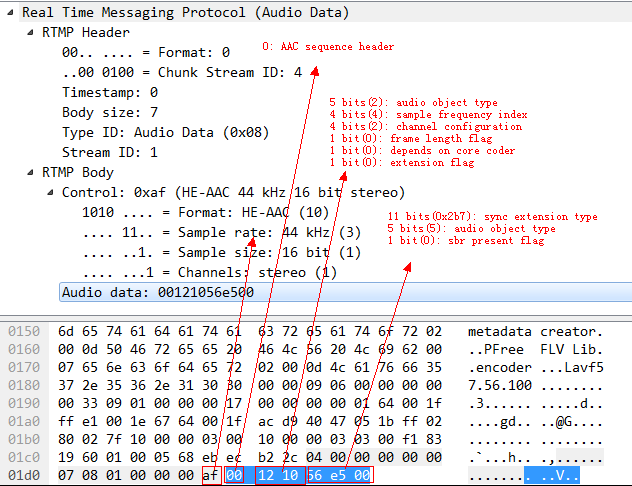 Real Time Messaging Protocol (Audio Data)
RTMP Header
00.. .... = Format: 0
0: AAC sequence header
..00 0100 = Chunk Stream ID: 4
Timestamp: 0
Body size: 7
Type ID: Audio Data (0x08)
Stream ID: 1
5 bits(2): audio object type
4 bits(4): sample frequency index
4 bits(2): channel configuration
1 bit(0): frame length flag
1 bit(0): depends on core coder
1 bit(0): extension flag
RTMP Body
Control: 0xaf (HE-AAC 44 kHz 16 bit stereo)
1010 .... = Format: HE-AAC (10)
.... 11.. = Sample rate: 44 kHz (3)
.... ..1. = Sample size: 16 bit (1)
.... ...1 = Channels: stereo (1)
11 bits(0x2b7): sync extension type
5 bits(5): audio object type
1 bit(0): sbr present flag
Audio data: 00121056e500
0150 6d 65 74 61 64 61 74 61 63 72 65 61 74 6f 72 02 metadata creator.
0160 00 0d 50 46 72 65 65 20 46 4c 56 20 4c 69 62 00 ..PFree FLV Lib.
0170 07 65 6e 63 6f 64 65 72 02 00 0d 4c 61 76 66 35 .encoder ...Lavf5
0180 37 2e 35 36 2e 31 30 30 00 00 09 06 00 00 00 00 7.56.100 ........
0190 00 33 09 01 00 00 00 17 00 00 00 00 01 64 00 1f .3...... .....d..
01a0 ff e1 00 1e 67 64 00 1f ac d9 40 47 05 1b ff 02 ....gd.. ..@G....
01b0 80 02 7f 10 00 00 03 00 10 00 00 03 03 00 f1 83 ........ ........
01c0 19 60 01 00 05 68 eb ec b2 2c 04 00 00 00 00 00 .`...h.. .,......
01d0 07 08 01 00 00 00 af 00 12 10 56 e5 00 ........ ..V..